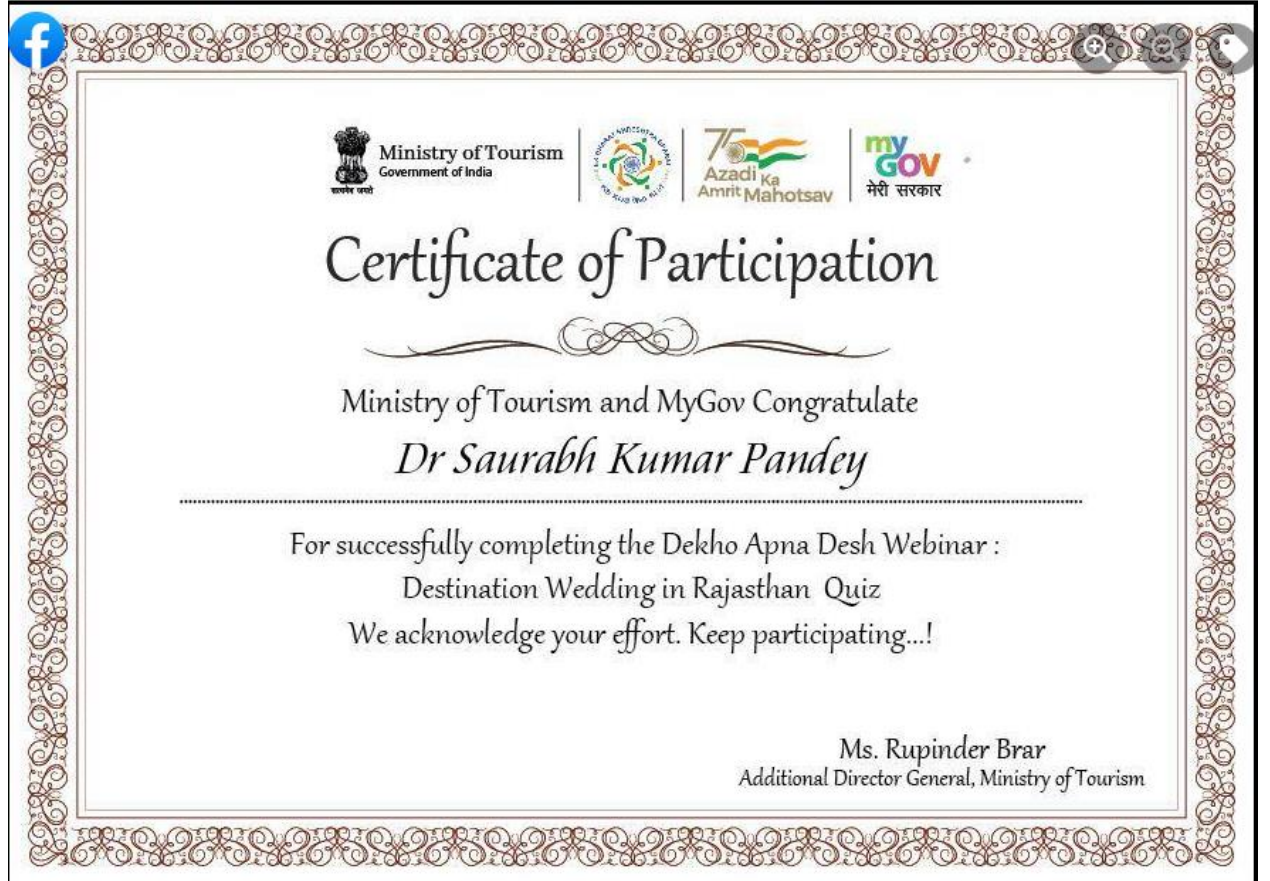 Ministry of Tourism
Government of India
सत्यमेव जयते
75
Azadi Ka
Amrit Mahotsav
my
GOV
मेरी सरकार
Certificate of Participation
Ministry of Tourism and MyGov Congratulate
Dr Saurabh Kumar Pandey
For successfully completing the Dekho Apna Desh Webinar :
Destination Wedding in Rajasthan Quiz
We acknowledge your effort. Keep participating...!
Ms. Rupinder Brar
Additional Director General, Ministry of Tourism